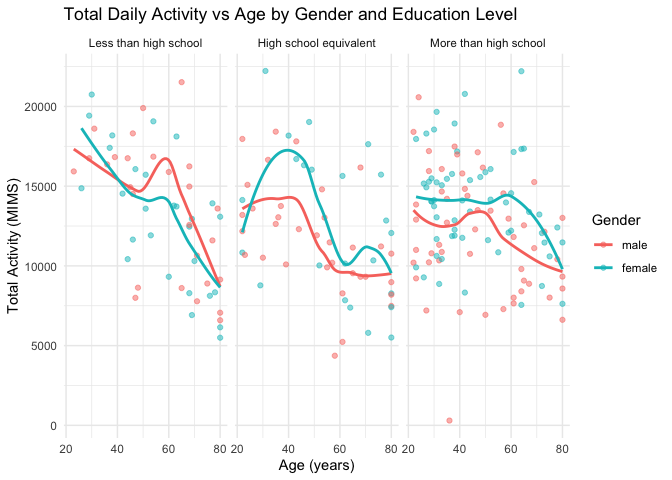 Total Daily Activity vs Age by Gender and Education Level
Less than high school
High school equivalent
More than high school
20000
15000
10000
5000
0
Total Activity (MIMS)
20 40 60 80 20 40 60 80 20 40 60 80
Age (years)
Gender
male
female